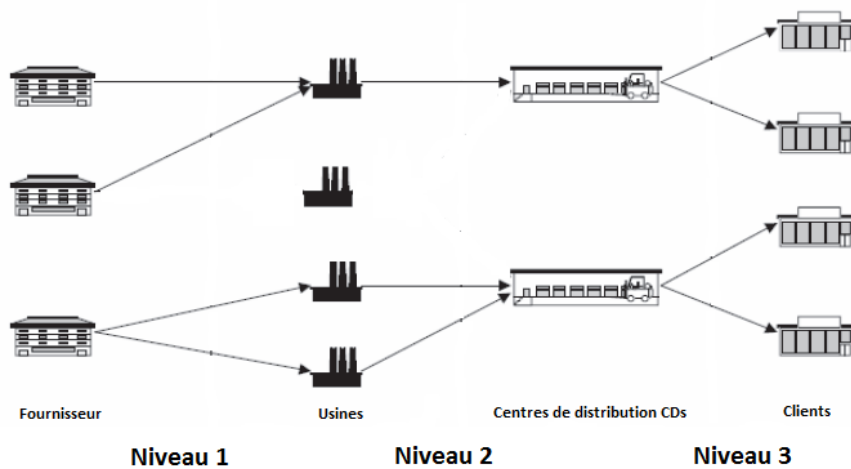 Fournisseur
Usines
Centres de distribution CDs
Clients
Niveau 1
Niveau 2
Niveau 3